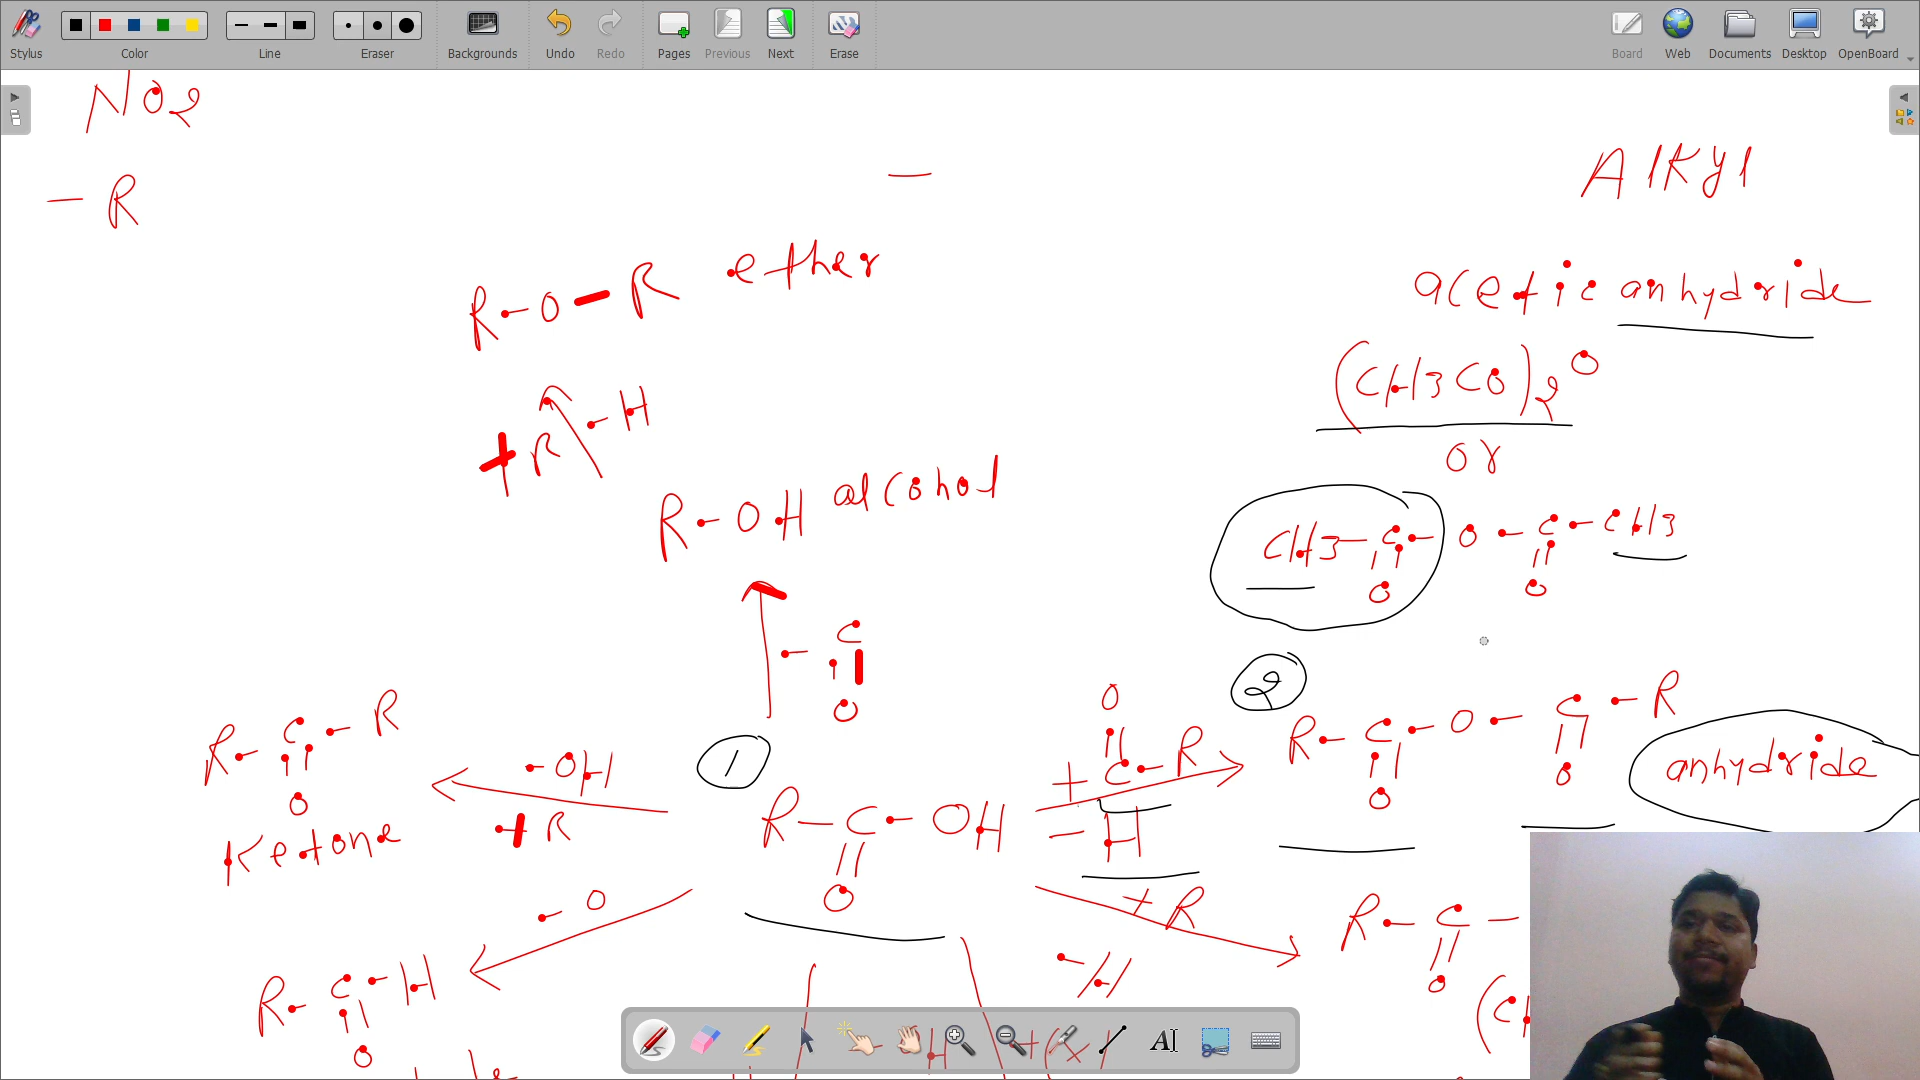 Stylus Color Line Eraser Backgrounds Undo Redo Pages Previous Next Erase Board Web Documents Desktop OpenBoard
NO2
- R
-
Alkyl
R-O-R ether
acetic anhydride
(CH3CO)2O
+R -H
or
R-OH alcohol
CH3-C-O-C-CH3
O O
- C
O
2
R-C-R
O
Ketone
-OH
+R
1
R-C-OH
O
O
+ C-R
- H
R-C-O-C-R
O O
anhydride
- O
+ R
- H
R-C-
O
R-C-H
O
H